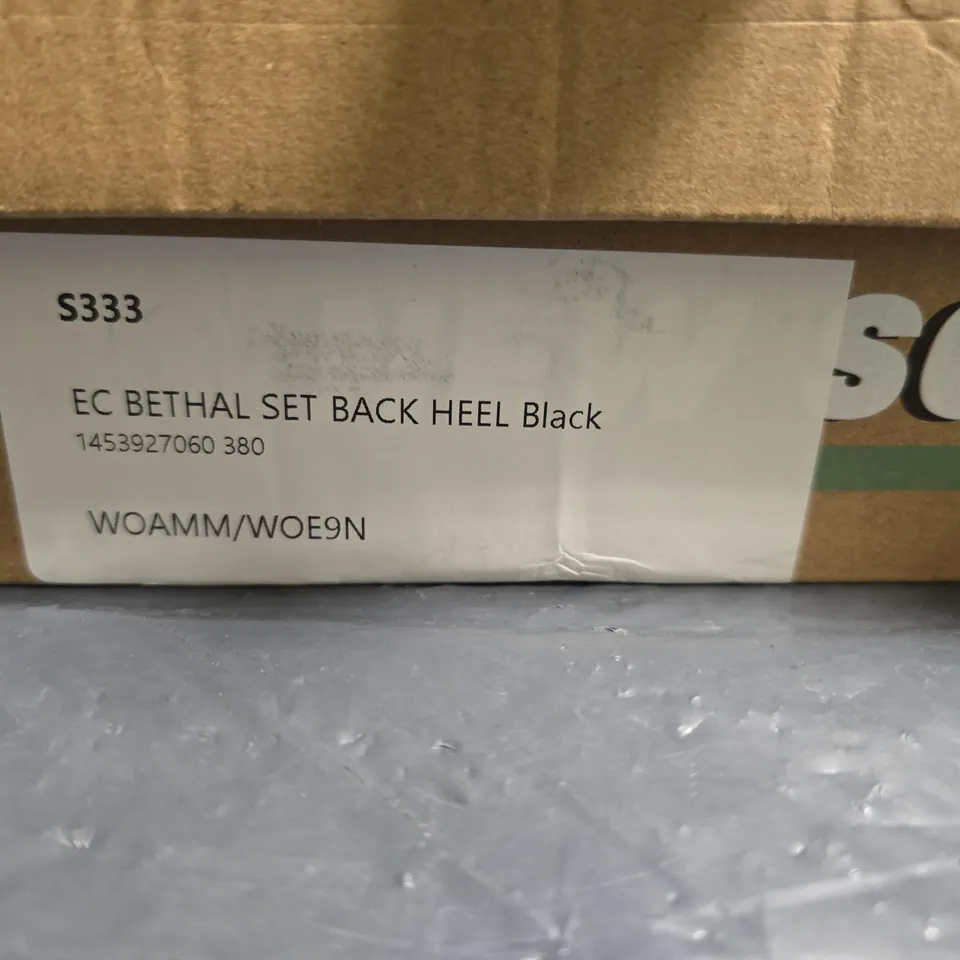 S333
EC BETHAL SET BACK HEEL Black
1453927060 380
WOAMM/WOE9N